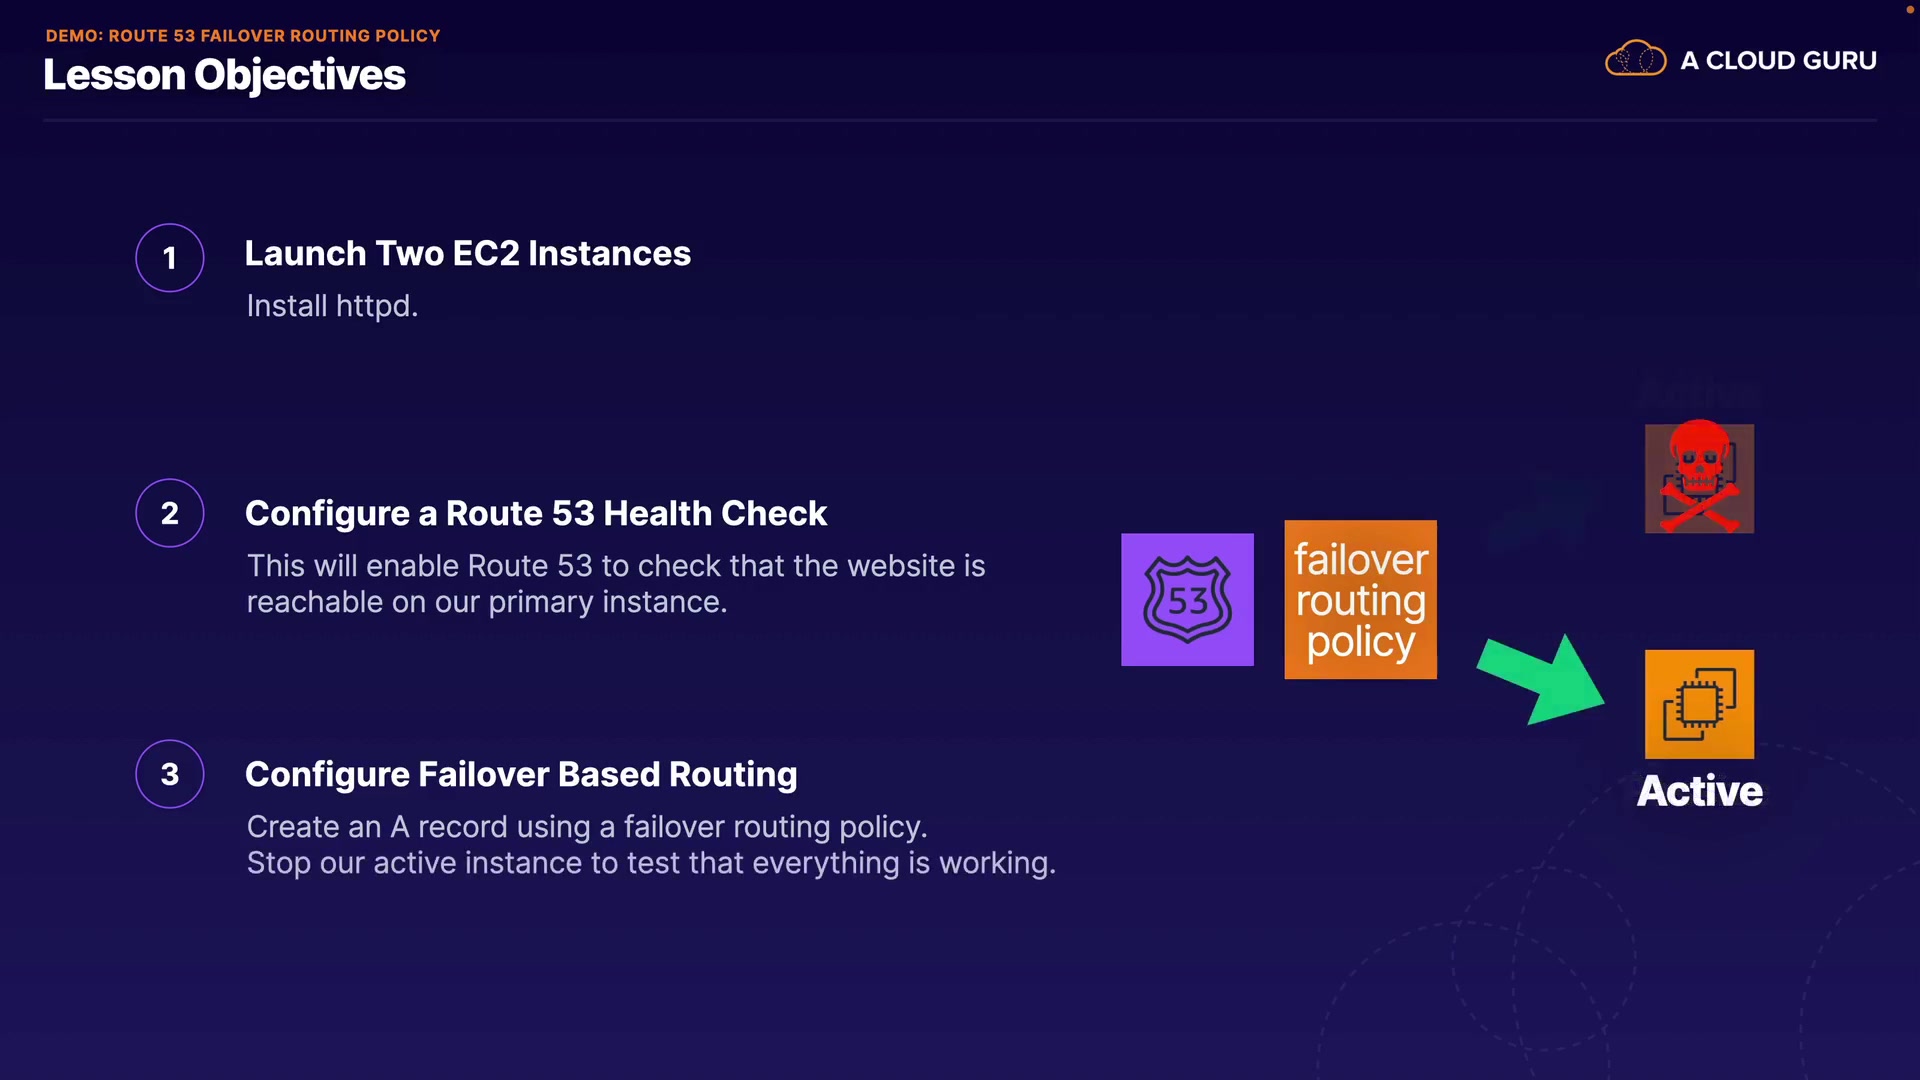 DEMO: ROUTE 53 FAILOVER ROUTING POLICY
Lesson Objectives
A CLOUD GURU
1
Launch Two EC2 Instances
Install httpd.
2
Configure a Route 53 Health Check
This will enable Route 53 to check that the website is
reachable on our primary instance.
3
Configure Failover Based Routing
Create an A record using a failover routing policy.
Stop our active instance to test that everything is working.
53
failover
routing
policy
Active
Active